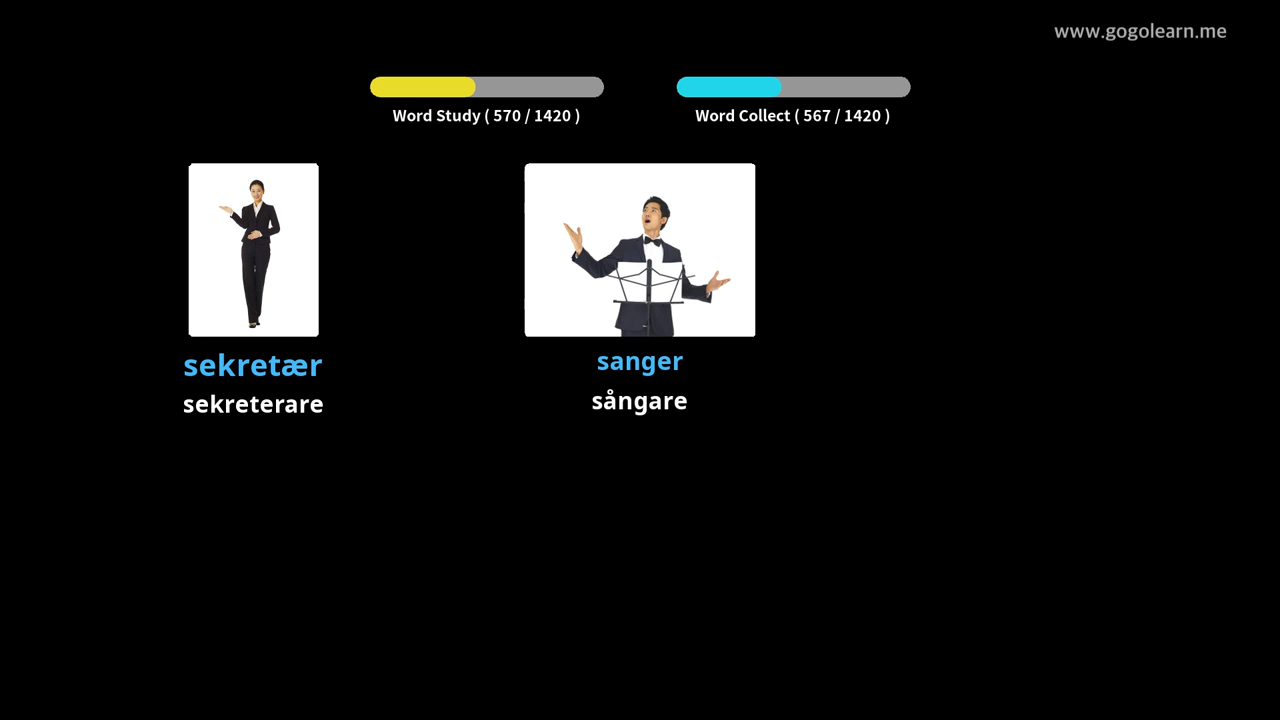 www.gogolearn.me
Word Study ( 570 / 1420 )
Word Collect ( 567 / 1420 )
sekretær
sekreterare
sanger
sångare